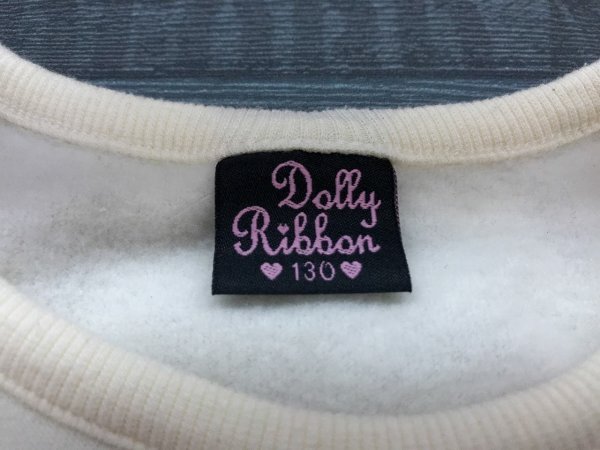 Dolly
Ribbon
♥ 130 ♥